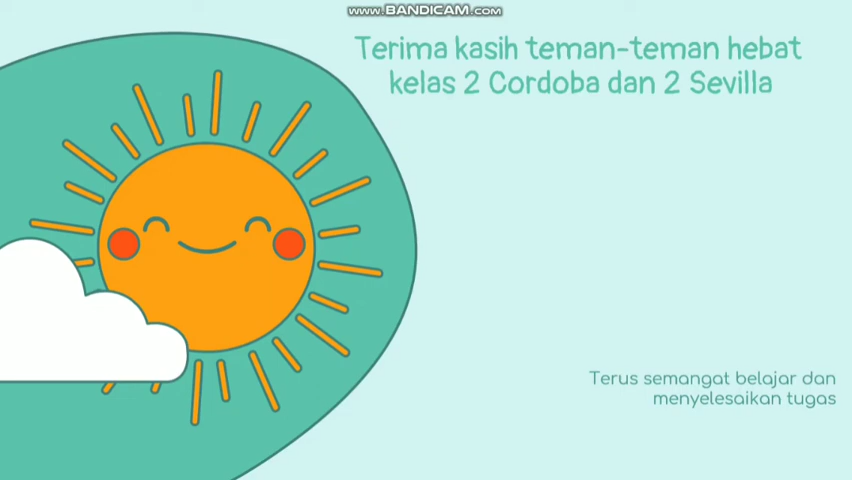 www.BANDICAM.com
Terima kasih teman-teman hebat
kelas 2 Cordoba dan 2 Sevilla
Terus semangat belajar dan
menyelesaikan tugas